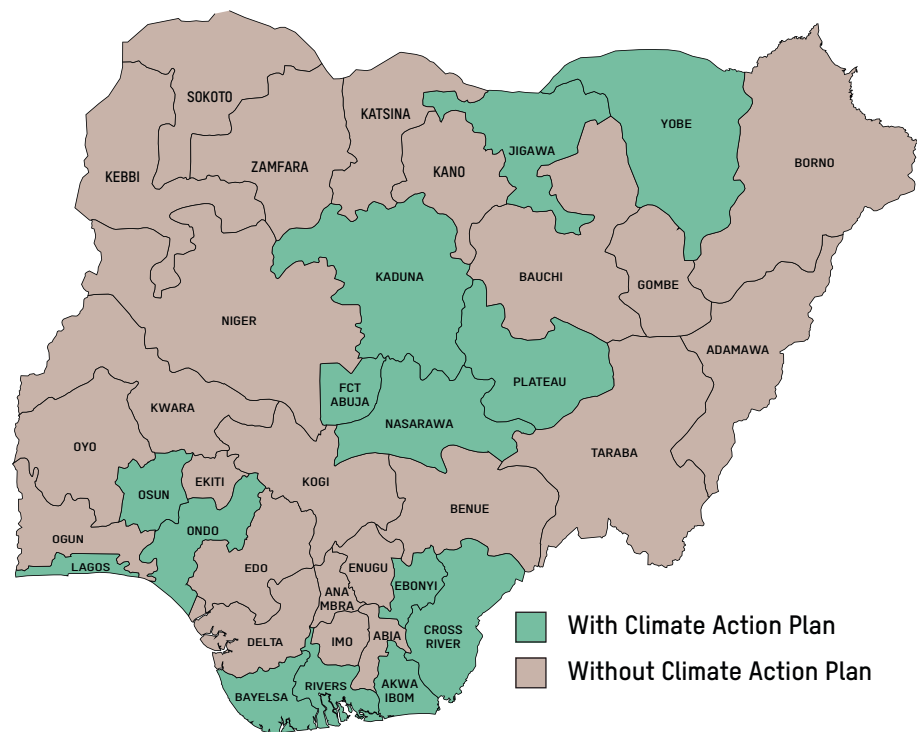 SOKOTO
KATSINA
YOBE
JIGAWA
BORNO
KEBBI
ZAMFARA
KANO
KADUNA
BAUCHI
GOMBE
NIGER
ADAMAWA
FCT
ABUJA
PLATEAU
KWARA
NASARAWA
OYO
TARABA
EKITI
KOGI
OSUN
BENUE
ONDO
OGUN
LAGOS
EDO
ENUGU
EBONYI
ANA
MBRA
DELTA
IMO
ABIA
CROSS
RIVER
BAYELSA
RIVERS
AKWA
IBOM
With Climate Action Plan
Without Climate Action Plan